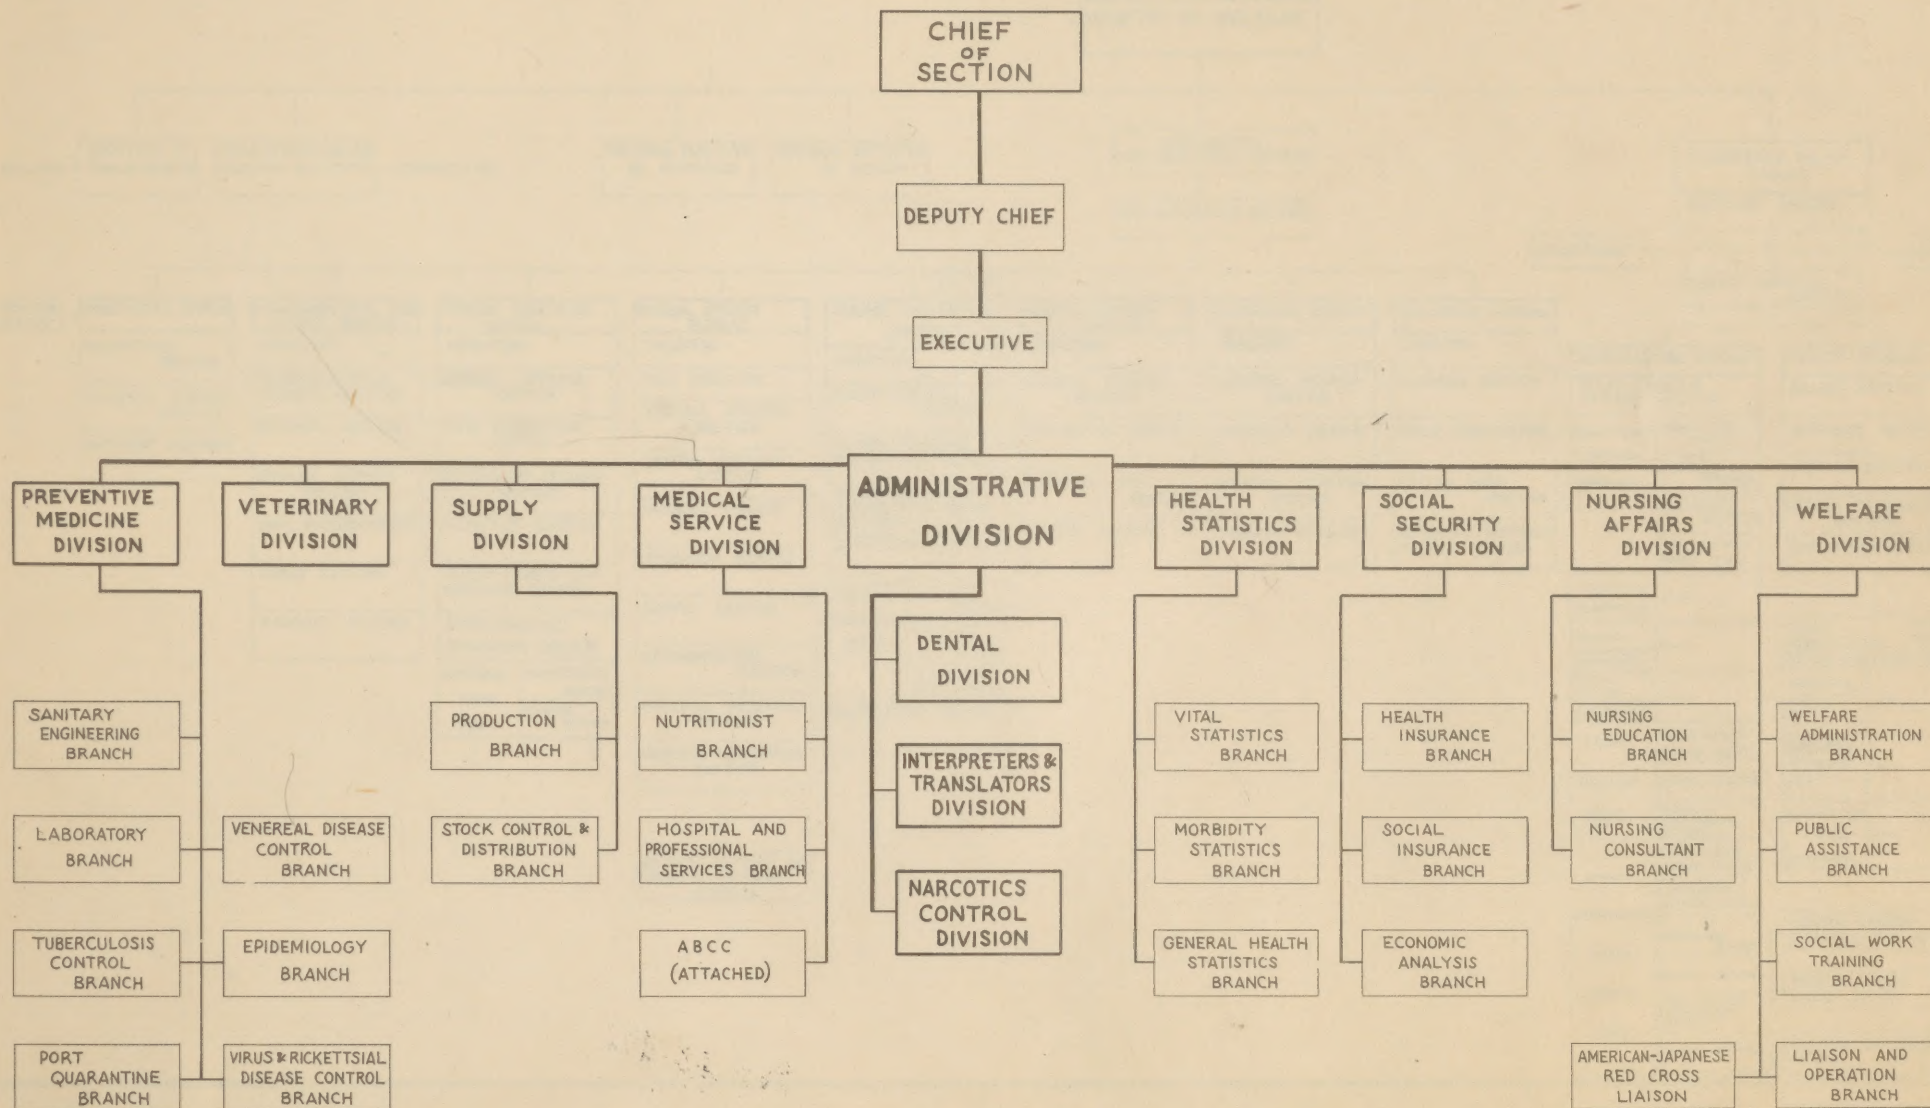 CHIEF
OF
SECTION
DEPUTY CHIEF
EXECUTIVE
PREVENTIVE
MEDICINE
DIVISION
VETERINARY
DIVISION
SUPPLY
DIVISION
MEDICAL
SERVICE
DIVISION
ADMINISTRATIVE
DIVISION
HEALTH
STATISTICS
DIVISION
SOCIAL
SECURITY
DIVISION
NURSING
AFFAIRS
DIVISION
WELFARE
DIVISION
DENTAL
DIVISION
INTERPRETERS &
TRANSLATORS
DIVISION
NARCOTICS
CONTROL
DIVISION
SANITARY
ENGINEERING
BRANCH
LABORATORY
BRANCH
TUBERCULOSIS
CONTROL
BRANCH
PORT
QUARANTINE
BRANCH
VENEREAL DISEASE
CONTROL
BRANCH
EPIDEMIOLOGY
BRANCH
VIRUS & RICKETTSIAL
DISEASE CONTROL
BRANCH
PRODUCTION
BRANCH
STOCK CONTROL &
DISTRIBUTION
BRANCH
NUTRITIONIST
BRANCH
HOSPITAL AND
PROFESSIONAL
SERVICES BRANCH
ABCC
(ATTACHED)
VITAL
STATISTICS
BRANCH
MORBIDITY
STATISTICS
BRANCH
GENERAL HEALTH
STATISTICS
BRANCH
HEALTH
INSURANCE
BRANCH
SOCIAL
INSURANCE
BRANCH
ECONOMIC
ANALYSIS
BRANCH
NURSING
EDUCATION
BRANCH
NURSING
CONSULTANT
BRANCH
WELFARE
ADMINISTRATION
BRANCH
PUBLIC
ASSISTANCE
BRANCH
SOCIAL WORK
TRAINING
BRANCH
AMERICAN-JAPANESE
RED CROSS
LIAISON
LIAISON AND
OPERATION
BRANCH